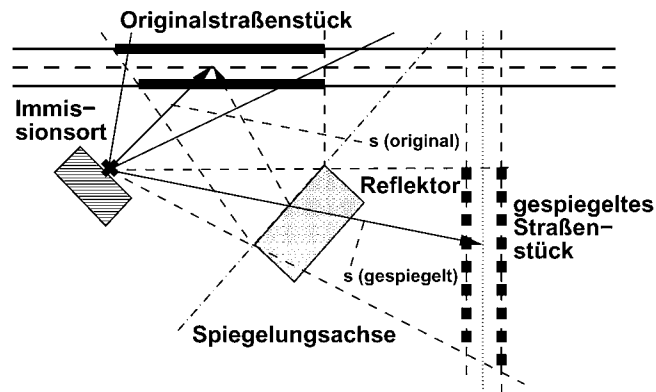 Originalstraßenstück
Immis-
sionsort
s (original)
Reflektor
gespiegeltes
Straßen-
stück
s (gespiegelt)
Spiegelungsachse